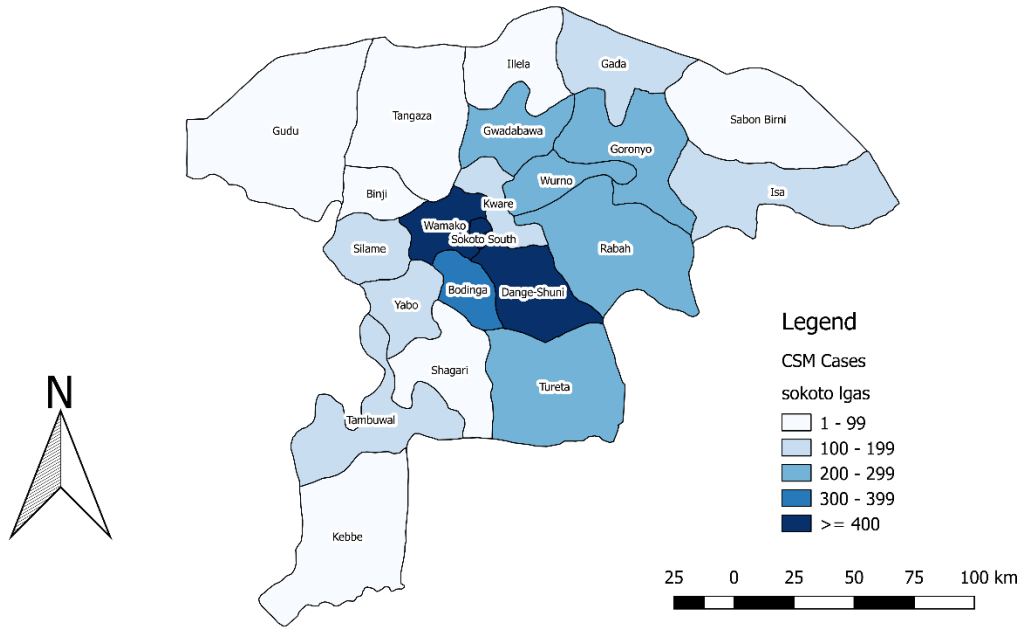 Illela
Gada
Gudu
Tangaza
Sabon Birni
Gwadabawa
Goronyo
Wurno
Isa
Binji
Kware
Wamako
Sokoto South
Silame
Rabah
Bodinga
Dange-Shuni
Yabo
Shagari
Tureta
Tambuwal
Kebbe
N
Legend
CSM Cases
sokoto lgas
1 - 99
100 - 199
200 - 299
300 - 399
>= 400
25 0 25 50 75 100 km